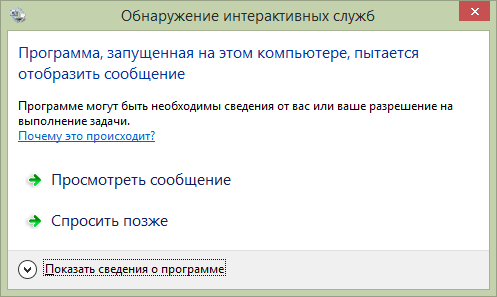 Обнаружение интерактивных служб
Программа, запущенная на этом компьютере, пытается
отобразить сообщение
Программе могут быть необходимы сведения от вас или ваше разрешение на
выполнение задачи.
Почему это происходит?
Просмотреть сообщение
Спросить позже
Показать сведения о программе